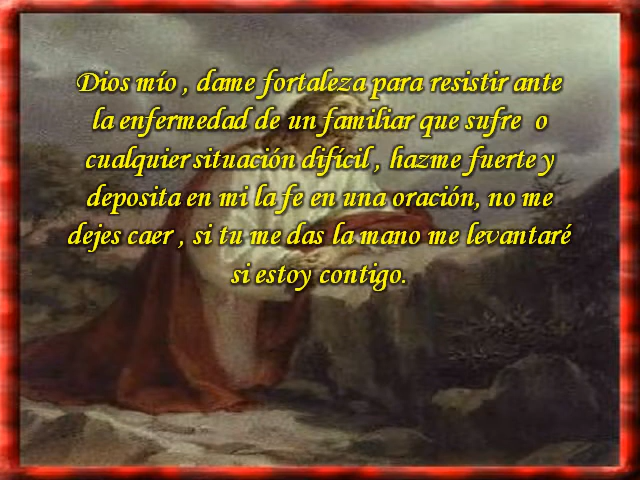 Dios mío , dame fortaleza para resistir ante
la enfermedad de un familiar que sufre  o
cualquier situación difícil , hazme fuerte y
deposita en mi la fe en una oración, no me
dejes caer , si tu me das la mano me levantaré
si estoy contigo.